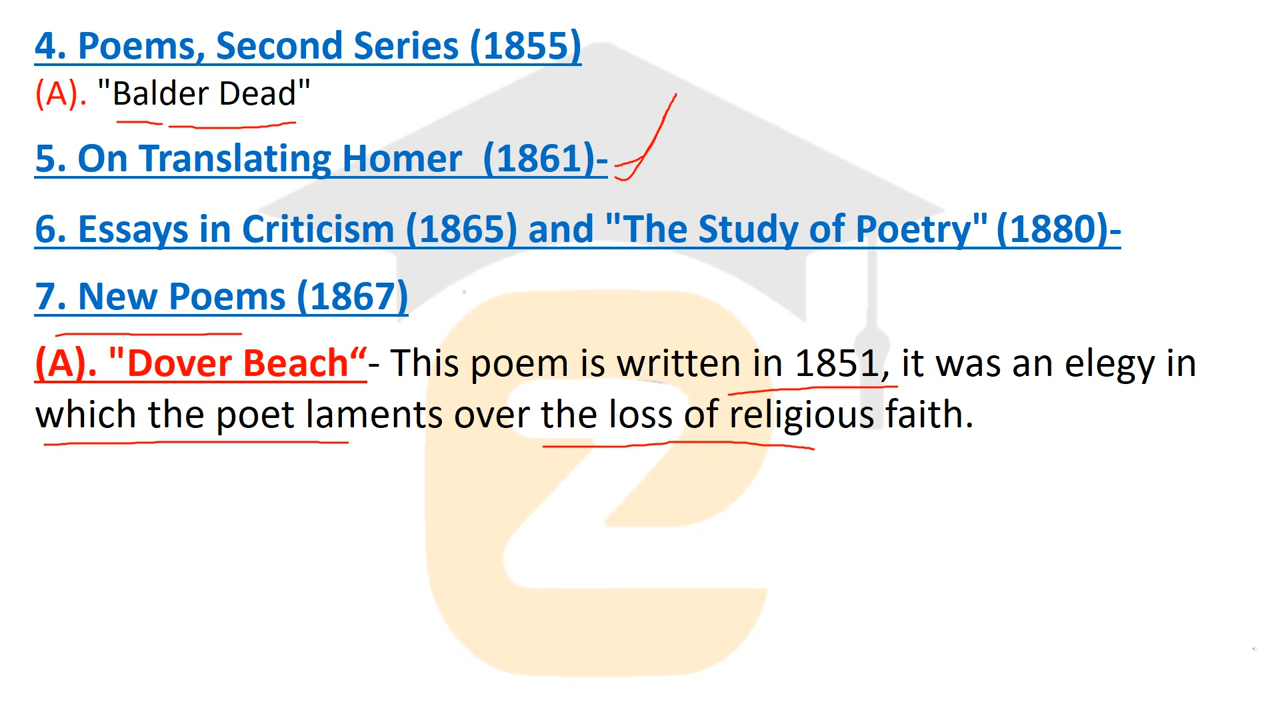 4. Poems, Second Series (1855)
(A). "Balder Dead"
5. On Translating Homer  (1861)-
6. Essays in Criticism (1865) and "The Study of Poetry" (1880)-
7. New Poems (1867)
(A). "Dover Beach“- This poem is written in 1851, it was an elegy in
which the poet laments over the loss of religious faith.